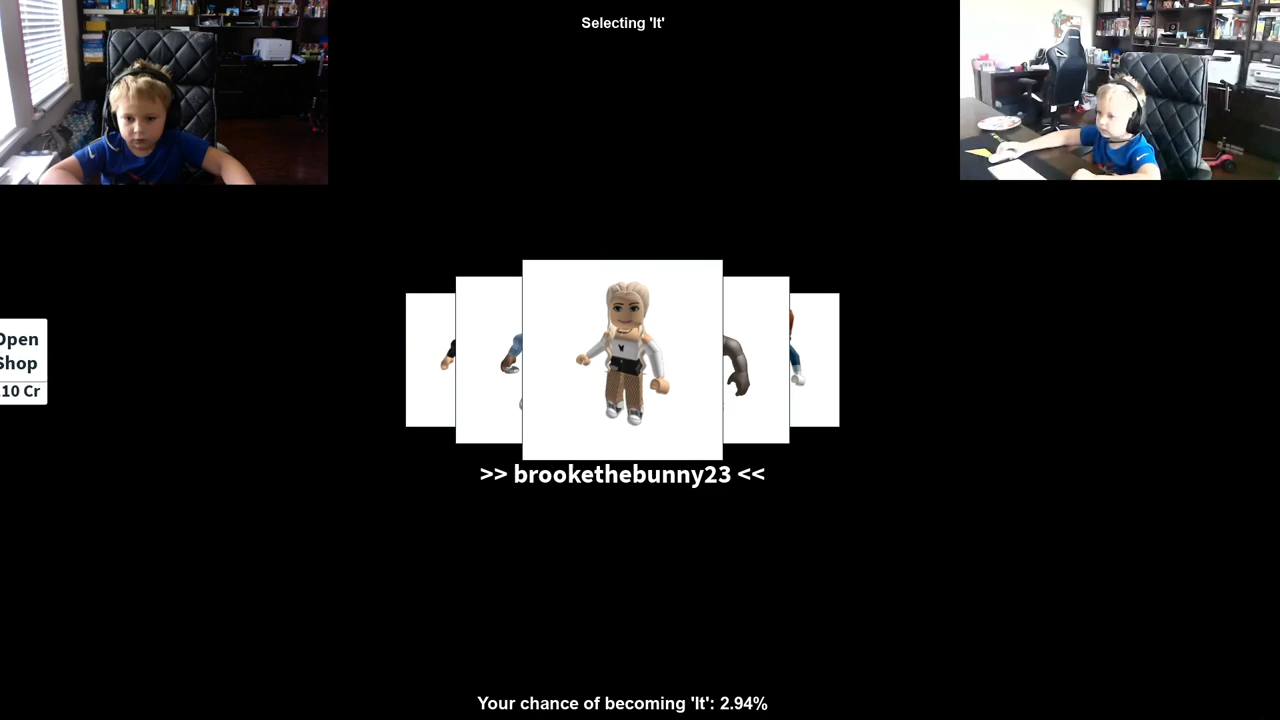 Selecting 'It'
Open
Shop
10 Cr
>> brookethebunny23 <<
Your chance of becoming 'It': 2.94%